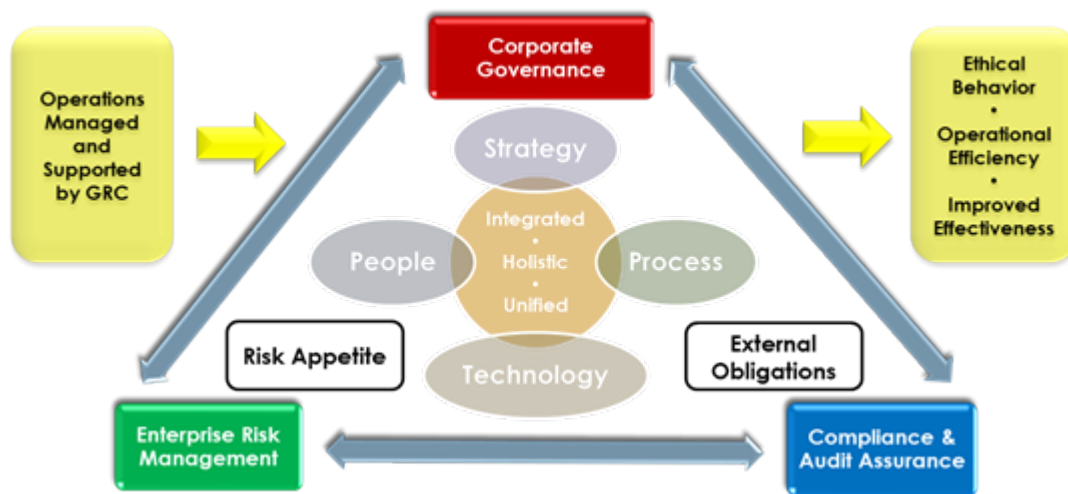 Corporate
Governance
Operations
Managed
and
Supported
by GRC
Ethical
Behavior
•
Operational
Efficiency
•
Improved
Effectiveness
Strategy
People
Integrated
•
Holistic
•
Unified
Process
Technology
Risk Appetite
External
Obligations
Enterprise Risk
Management
Compliance &
Audit Assurance